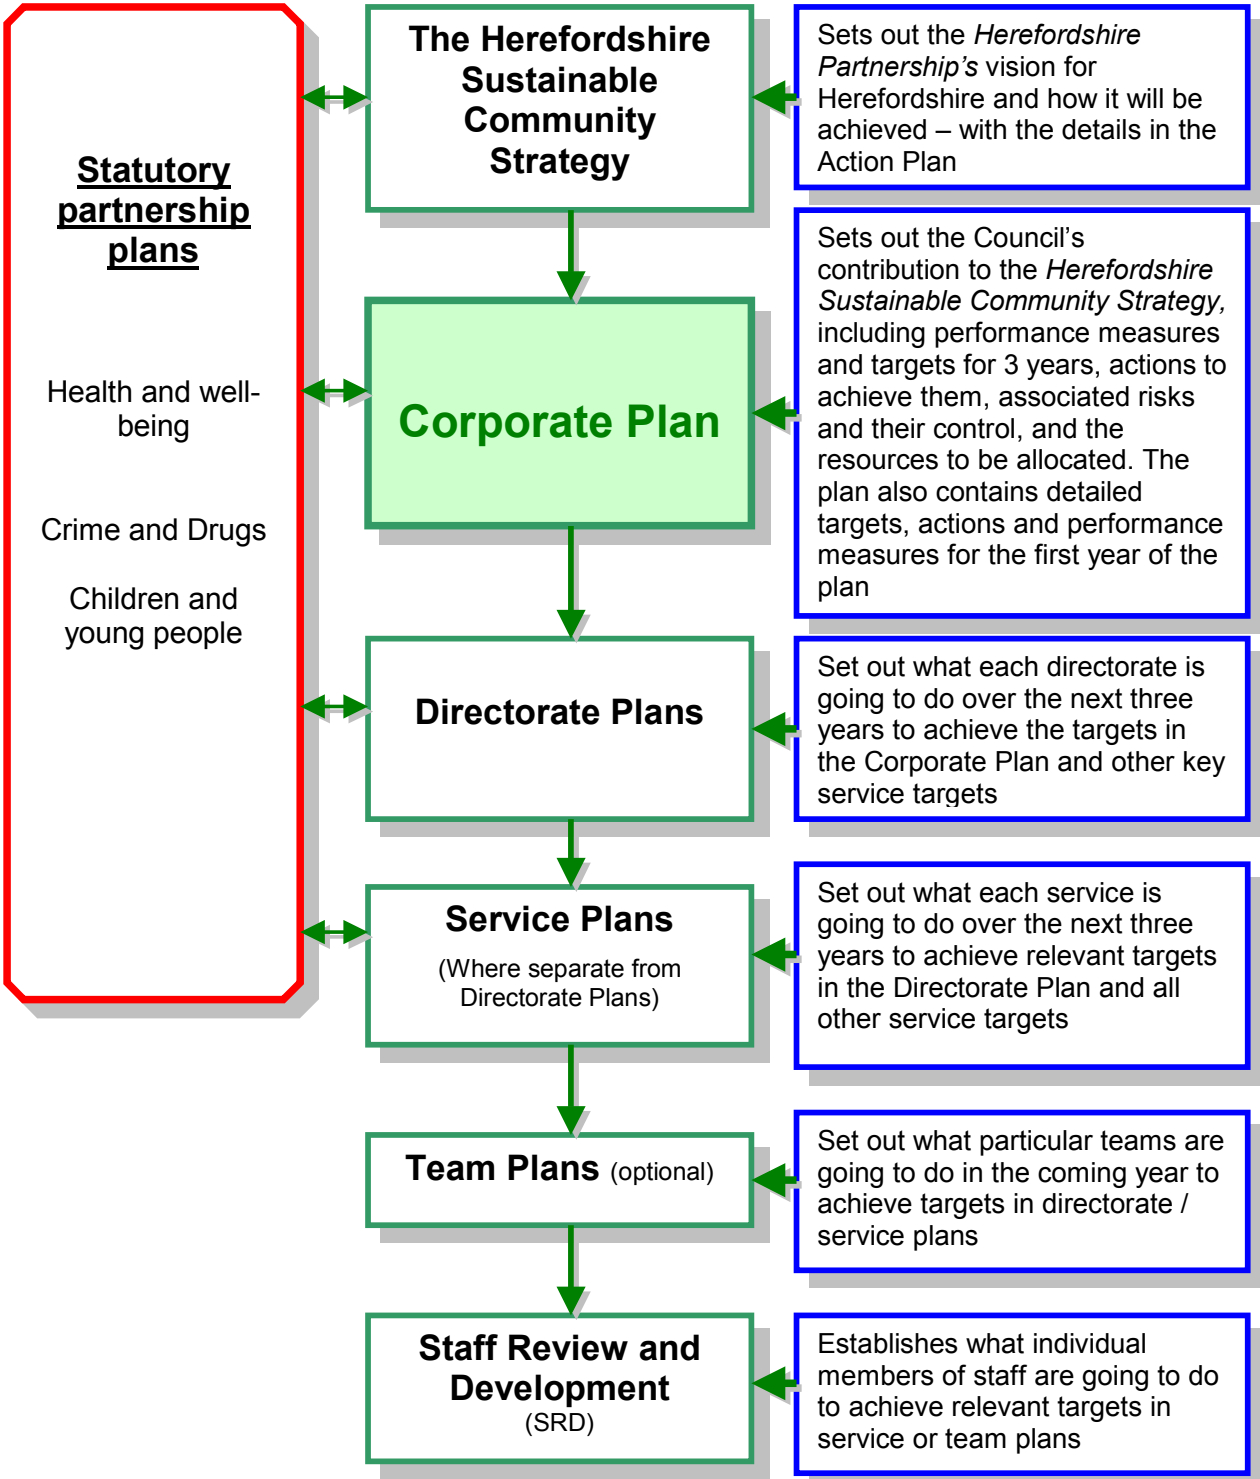 Statutory
partnership
plans
Health and well-
being
Crime and Drugs
Children and
young people
The Herefordshire
Sustainable
Community
Strategy
Sets out the Herefordshire
Partnership's vision for
Herefordshire and how it will be
achieved – with the details in the
Action Plan
Corporate Plan
Sets out the Council's
contribution to the Herefordshire
Sustainable Community Strategy,
including performance measures
and targets for 3 years, actions to
achieve them, associated risks
and their control, and the
resources to be allocated. The
plan also contains detailed
targets, actions and performance
measures for the first year of the
plan
Directorate Plans
Set out what each directorate is
going to do over the next three
years to achieve the targets in
the Corporate Plan and other key
service targets
Service Plans
(Where separate from
Directorate Plans)
Set out what each service is
going to do over the next three
years to achieve relevant targets
in the Directorate Plan and all
other service targets
Team Plans (optional)
Set out what particular teams are
going to do in the coming year to
achieve targets in directorate /
service plans
Staff Review and
Development
(SRD)
Establishes what individual
members of staff are going to do
to achieve relevant targets in
service or team plans